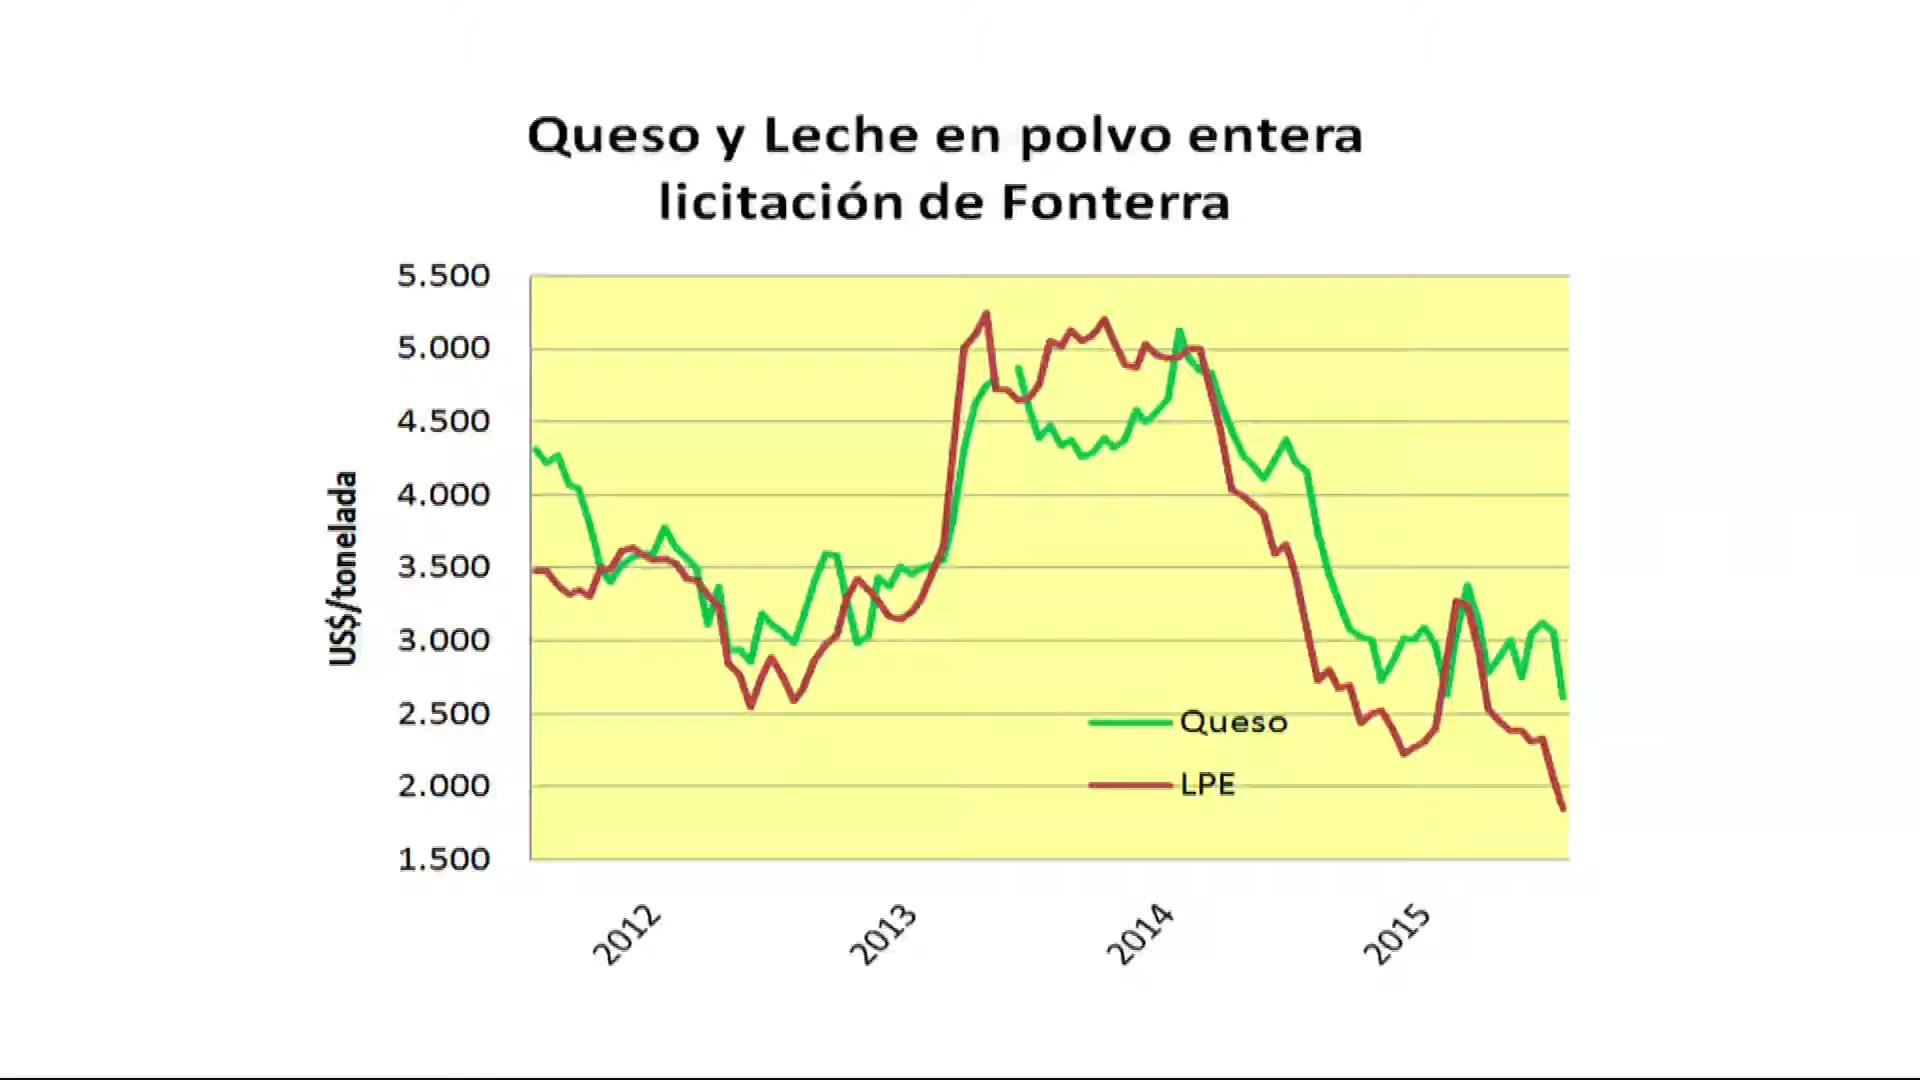 Queso y Leche en polvo entera
licitación de Fonterra
5.500
5.000
4.500
4.000
3.500
3.000
2.500
2.000
1.500
US$/tonelada
Queso
LPE
2012
2013
2014
2015